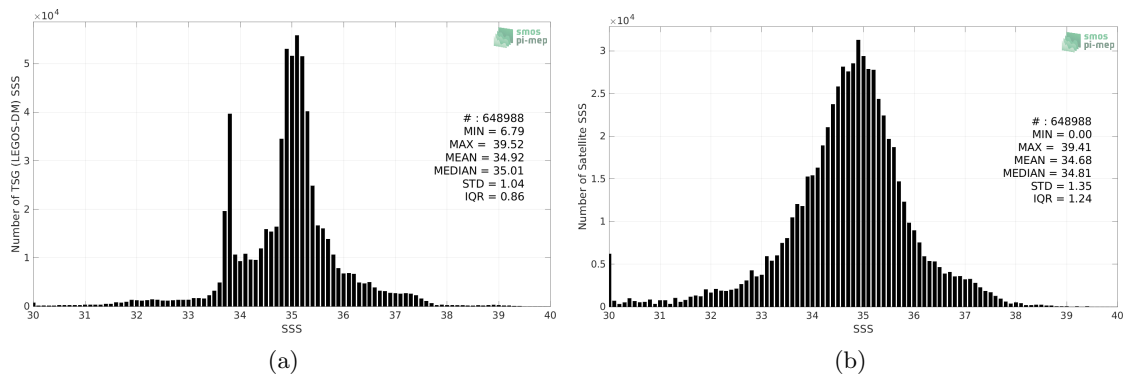 ×10⁴
smos
pi-mep
Number of TSG (LEGOS-DM) SSS
5
4
3
2
1
0
# : 648988
MIN = 6.79
MAX = 39.52
MEAN = 34.92
MEDIAN = 35.01
STD = 1.04
IQR = 0.86
30 31 32 33 34 35 36 37 38 39 40
SSS
(a)
×10⁴
smos
pi-mep
Number of Satellite SSS
3
2.5
2
1.5
1
0.5
0
# : 648988
MIN = 0.00
MAX = 39.41
MEAN = 34.68
MEDIAN = 34.81
STD = 1.35
IQR = 1.24
30 31 32 33 34 35 36 37 38 39 40
SSS
(b)